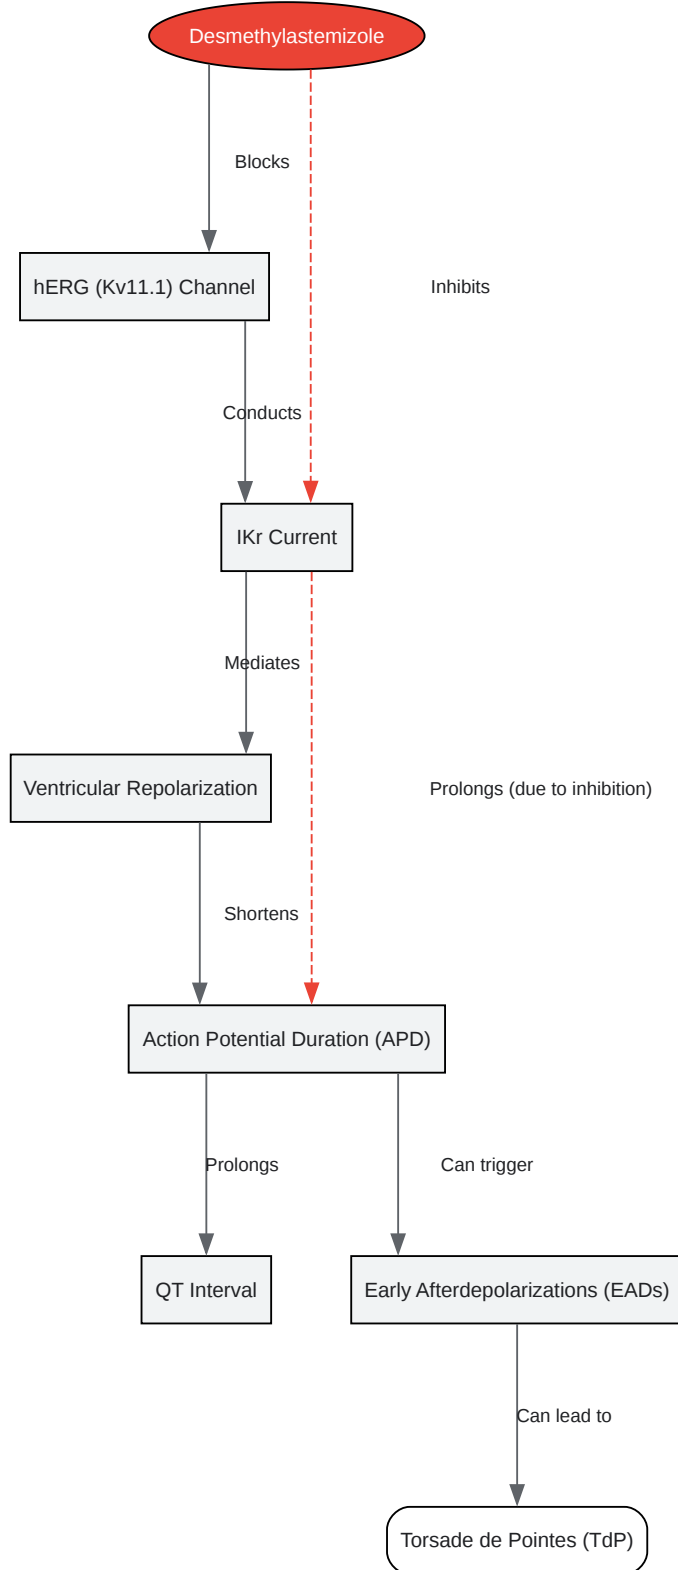 Desmethylastemizole
Blocks
hERG (Kv11.1) Channel
Inhibits
Conducts
IKr Current
Mediates
Ventricular Repolarization
Prolongs (due to inhibition)
Shortens
Action Potential Duration (APD)
Prolongs
Can trigger
QT Interval
Early Afterdepolarizations (EADs)
Can lead to
Torsade de Pointes (TdP)